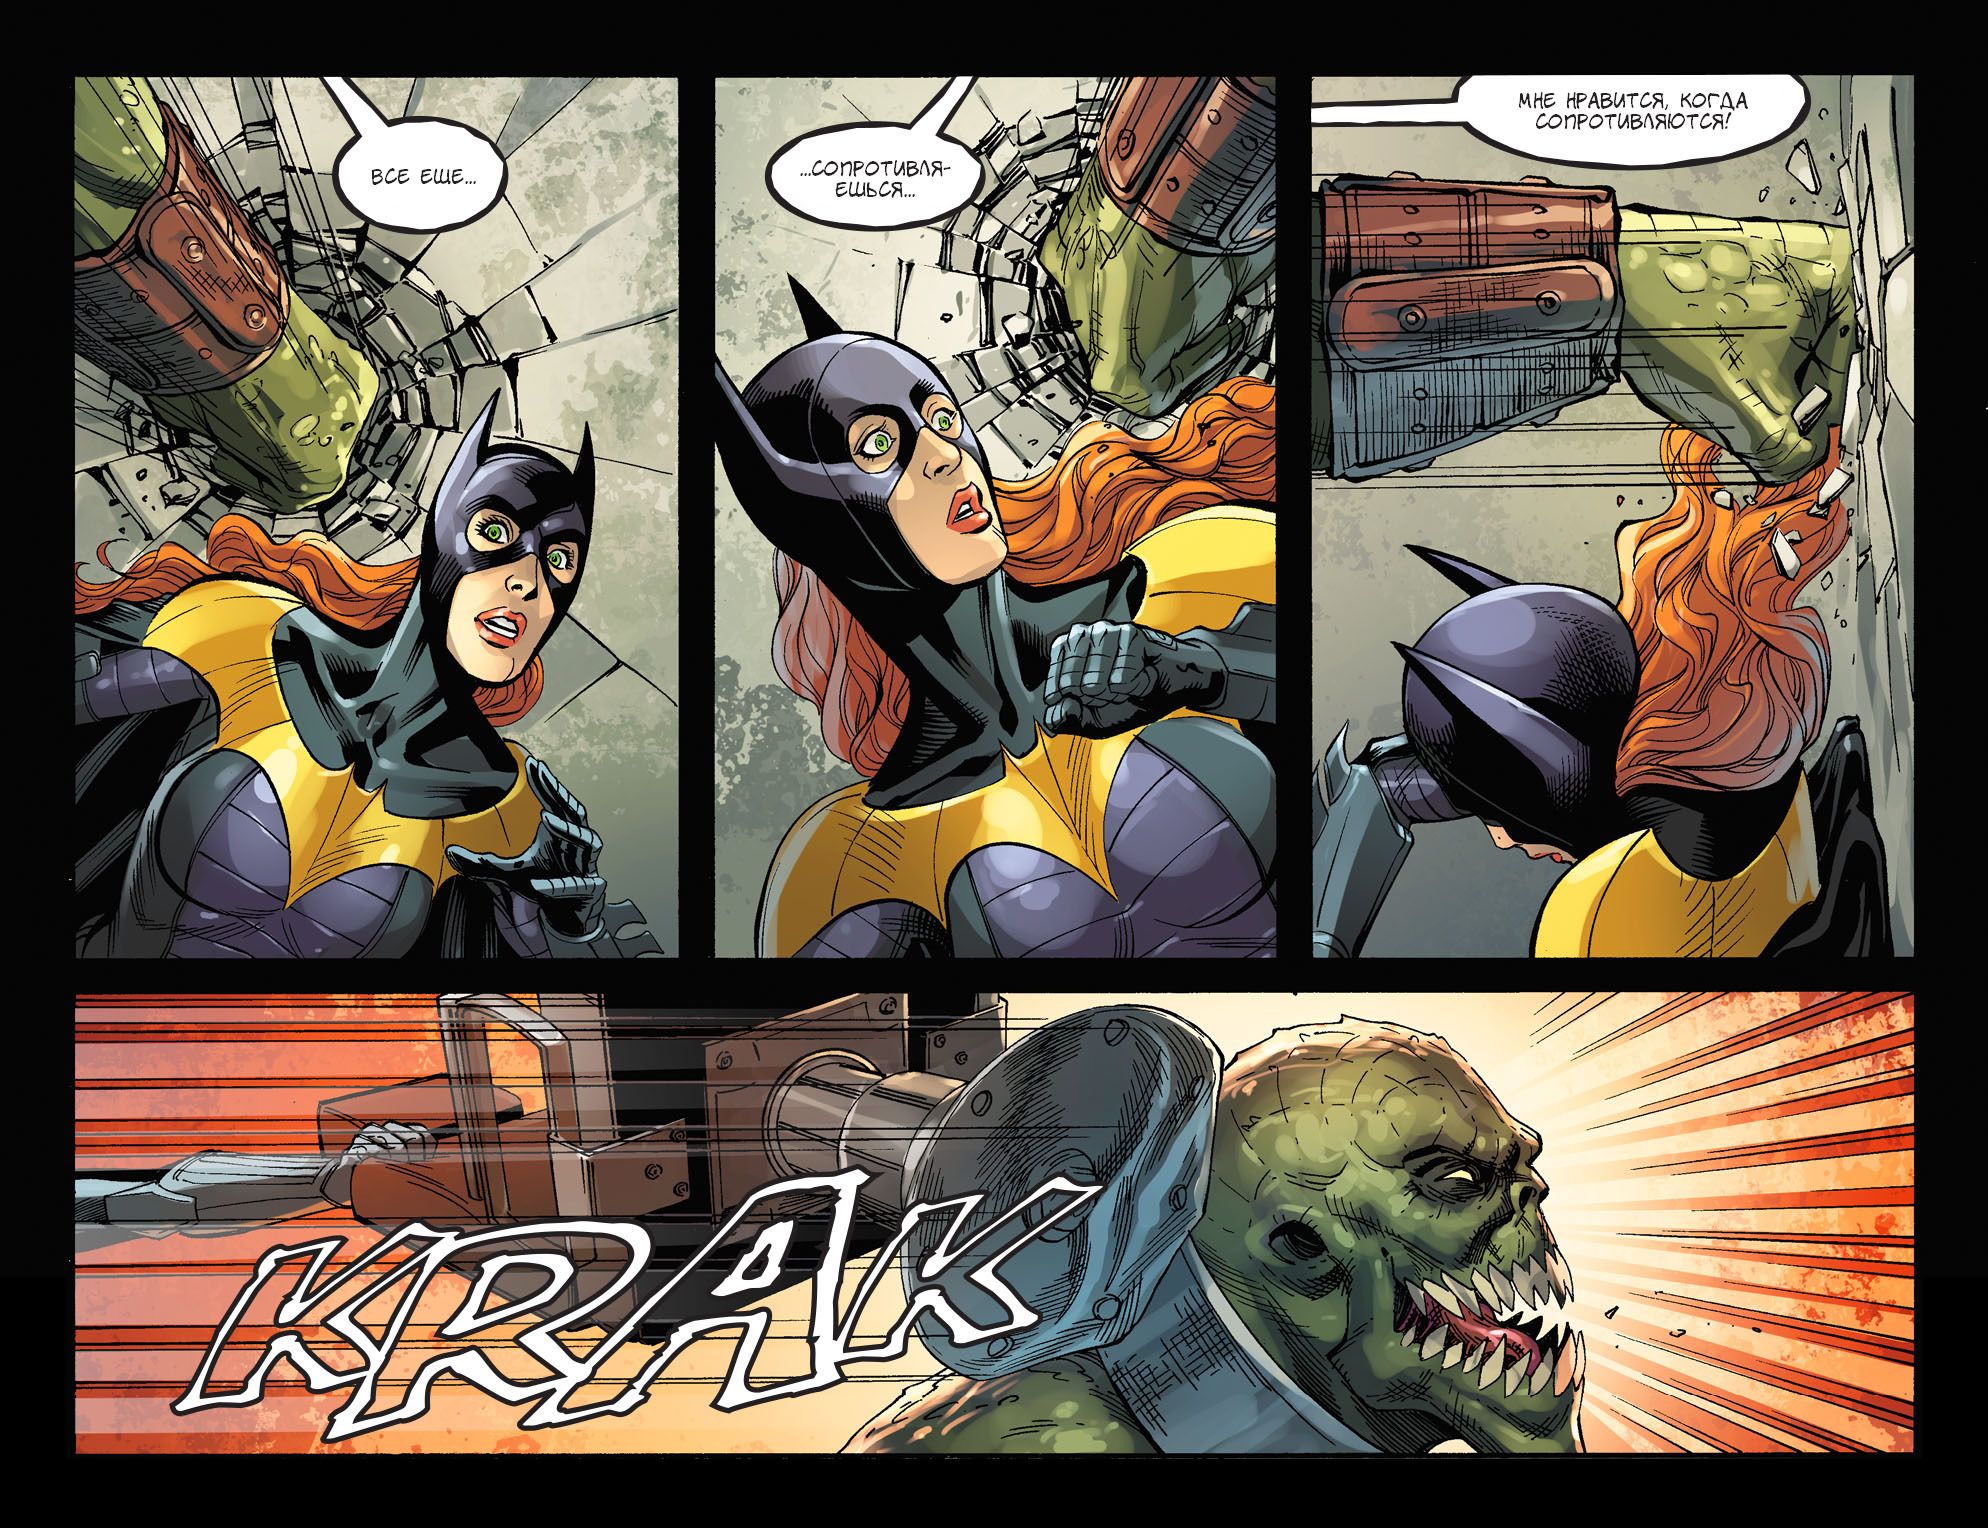 ВСЕ ЕЩЕ...
...СОПРОТИВЛЯ-
ЕШЬСЯ...
МНЕ НРАВИТСЯ, КОГДА
СОПРОТИВЛЯЮТСЯ!
KRAK